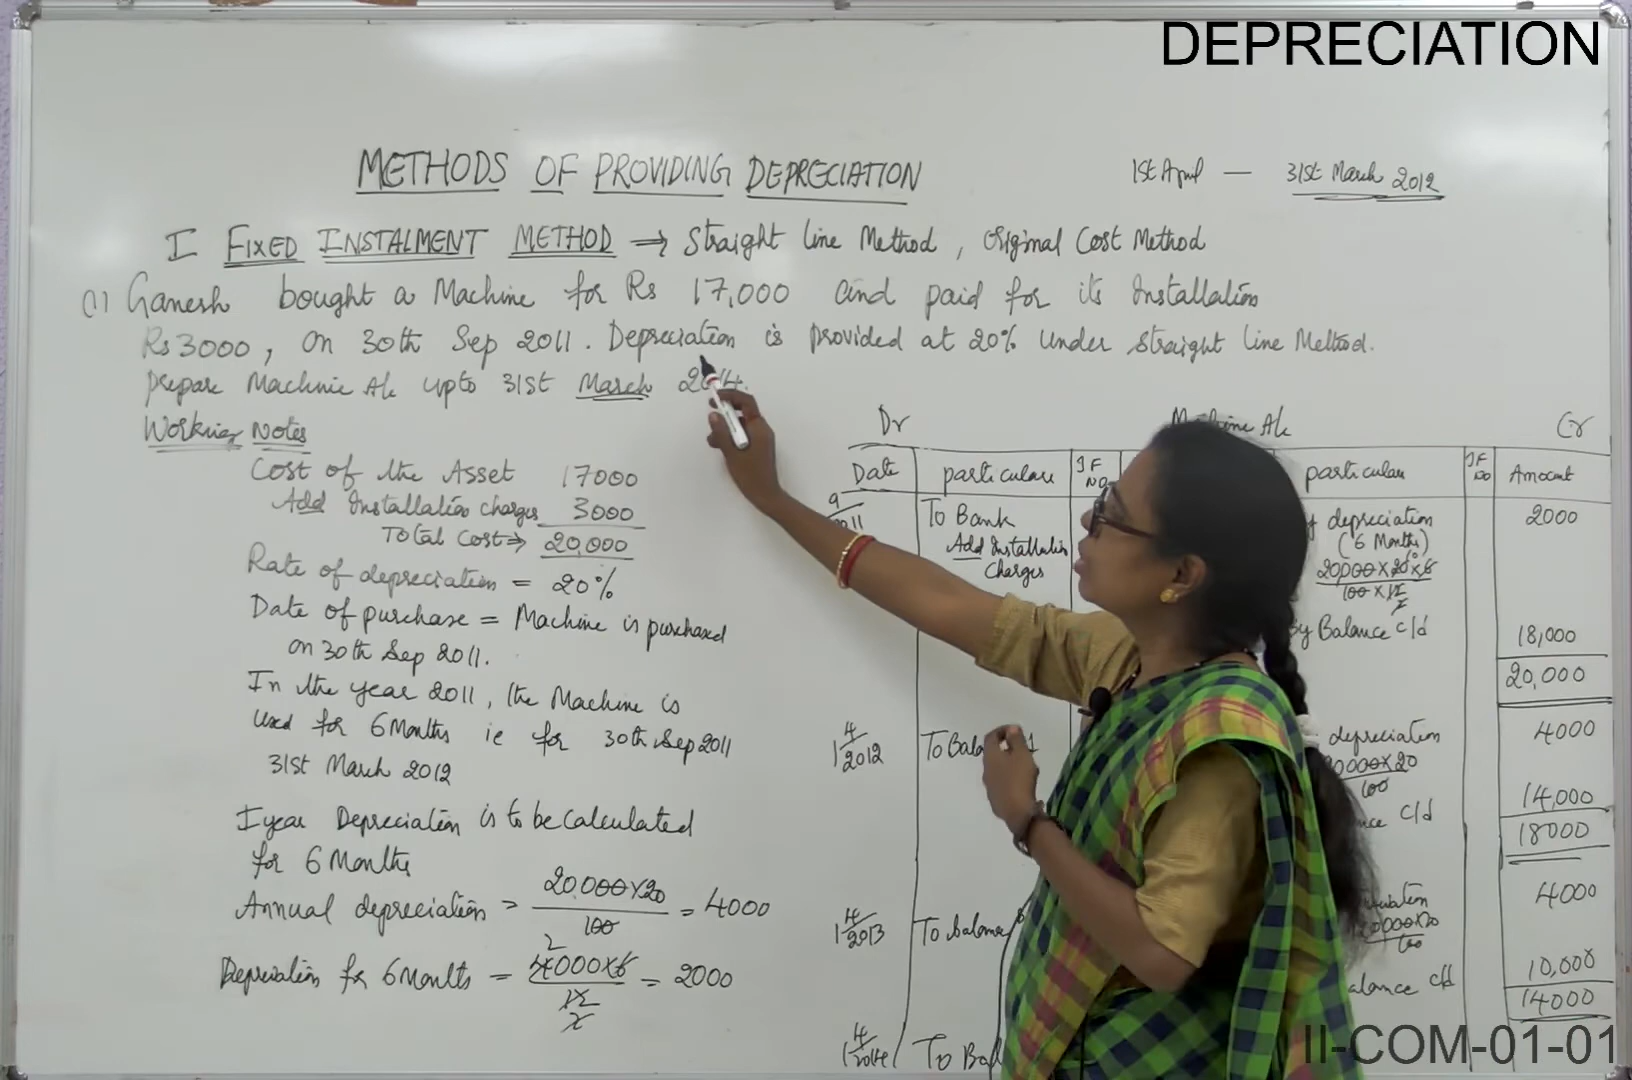 DEPRECIATION
METHODS OF PROVIDING DEPRECIATION
1st April — 31st March 2012
I FIXED INSTALMENT METHOD ⇒ Straight line Method, Original Cost Method
(1) Ganesh bought a Machine for Rs 17,000 and paid for its Installation
Rs 3000, on 30th Sep 2011. Depreciation is provided at 20% under Straight line Method.
prepare Machine A/c upto 31st March
Working Notes
Cost of the Asset 17000
Add Installation charges 3000
Total Cost ⇒ 20,000
Rate of depreciation = 20%
Date of purchase = Machine is purchased
on 30th Sep 2011.
In the year 2011, the Machine is
used for 6 Months ie for 30th Sep 2011
31st March 2012
I year Depreciation is to be Calculated
for 6 Months
Annual depreciation = 20,000 x 20 / 100 = 4000
Depreciation for 6 Months = 4000 x 6 / 12 = 2000
Dr Cr
Date particulars JF NO particulars JF NO Amount
To Bank depreciation 2000
Add Installation (6 Months)
Charges 20,000 x 20 x 6
100 x 12
By Balance c/d 18,000
20,000
1/4/2012 depreciation 4000
20
100
c/d 14,000
18000
1/4/2013 To balance 4000
100
c/d 10,000
14000
1/4/2014 To
II-COM-01-01